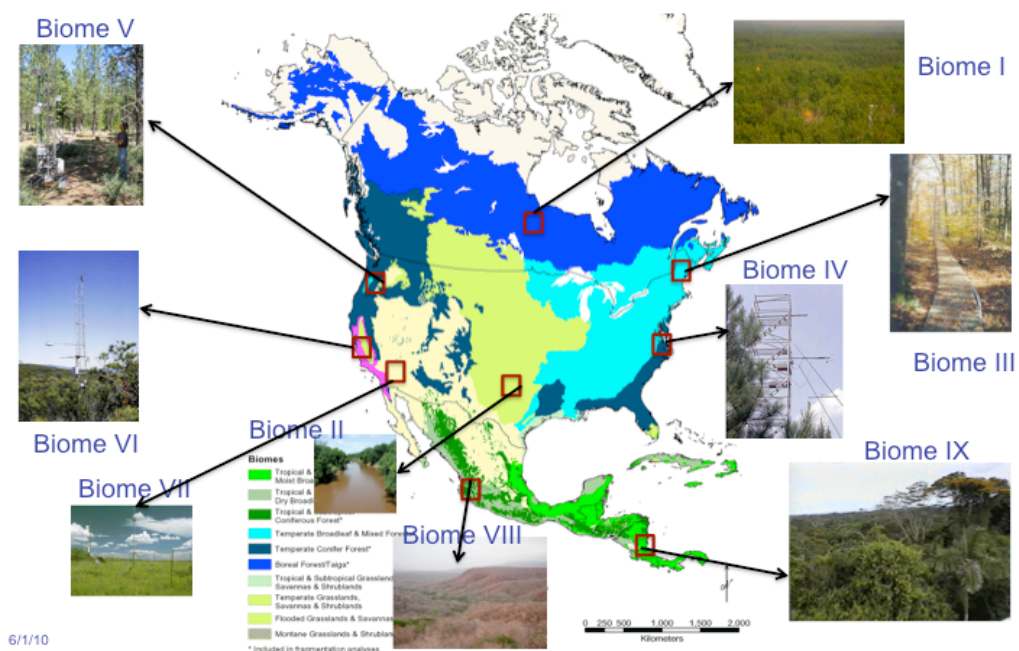 Biome V
Biome I
Biome IV
Biome III
Biome VI
Biome II
Biome IX
Biome VII
Biome VIII
Biomes
Tropical &
Moist Broa
Tropical &
Dry Broadl
Tropical &
Coniferous Forest*
Temperate Broadleaf & Mixed Fore
Temperate Conifer Forest*
Boreal Forest/Taiga*
Tropical & Subtropical Grassland
Savannas & Shrublands
Temperate Grasslands,
Savannas & Shrublands
Flooded Grasslands & Savannas
Montane Grasslands & Shrublan
* Included in fragmentation analyses
0 250 500 1,000 1,500 2,000
Kilometers
6/1/10